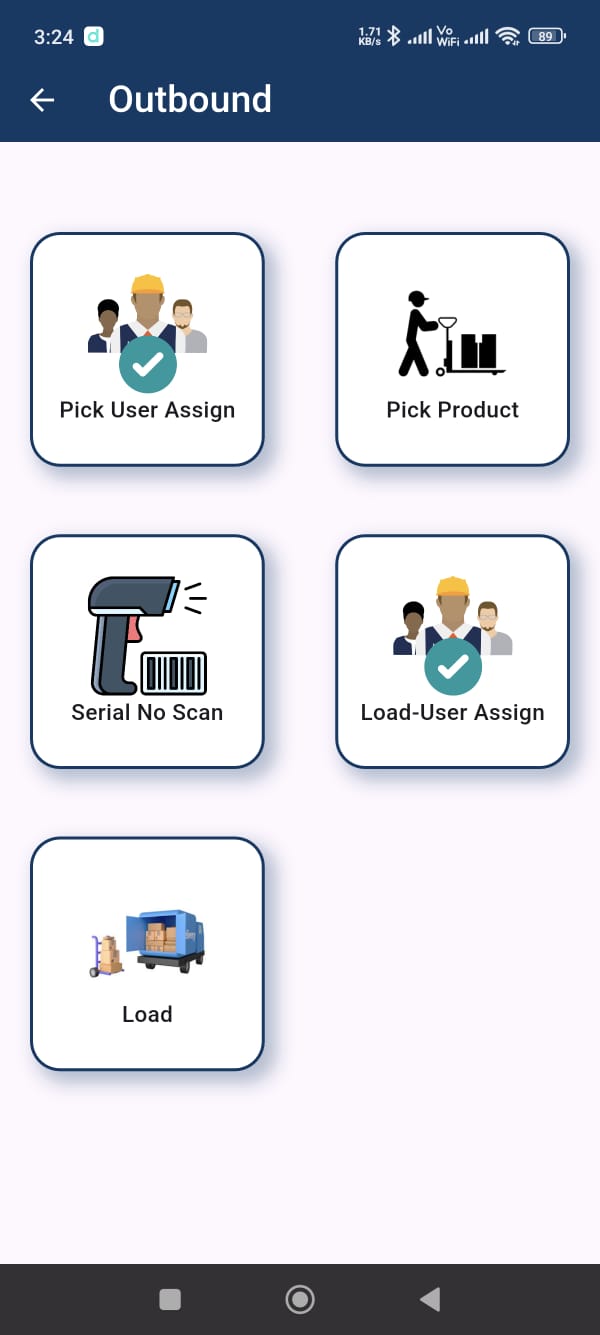 3:24
1.71
KB/s
Vo
WiFi
89
Outbound
Pick User Assign
Pick Product
Serial No Scan
Load-User Assign
Load